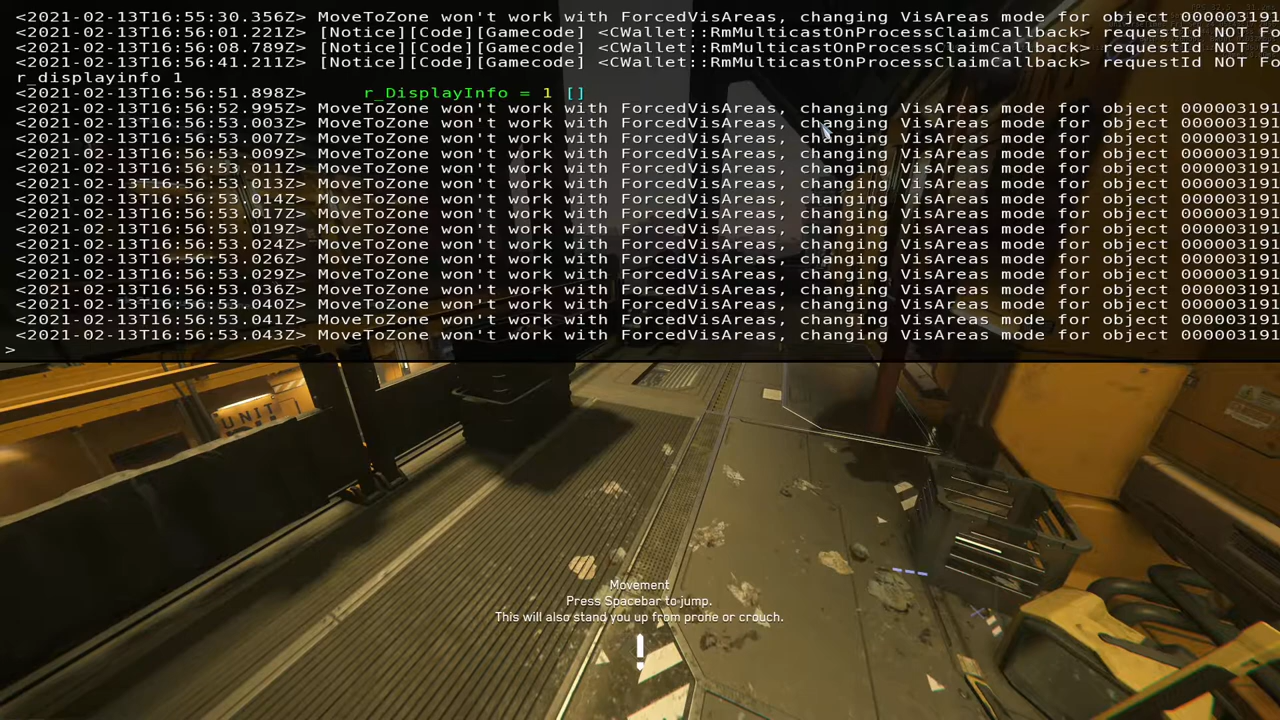 <2021-02-13T16:55:30.356Z> MoveToZone won't work with ForcedVisAreas, changing VisAreas mode for object 0000003191
<2021-02-13T16:56:01.221Z> [Notice][Code][Gamecode] <CWallet::RmMulticastOnProcessClaimCallback> requestId NOT Fo
<2021-02-13T16:56:08.789Z> [Notice][Code][Gamecode] <CWallet::RmMulticastOnProcessClaimCallback> requestId NOT Fo
<2021-02-13T16:56:41.211Z> [Notice][Code][Gamecode] <CWallet::RmMulticastOnProcessClaimCallback> requestId NOT Fo
r_displayinfo 1
<2021-02-13T16:56:51.898Z> r_DisplayInfo = 1 []
<2021-02-13T16:56:52.995Z> MoveToZone won't work with ForcedVisAreas, changing VisAreas mode for object 000003191
<2021-02-13T16:56:53.003Z> MoveToZone won't work with ForcedVisAreas, changing VisAreas mode for object 000003191
<2021-02-13T16:56:53.007Z> MoveToZone won't work with ForcedVisAreas, changing VisAreas mode for object 000003191
<2021-02-13T16:56:53.009Z> MoveToZone won't work with ForcedVisAreas, changing VisAreas mode for object 000003191
<2021-02-13T16:56:53.011Z> MoveToZone won't work with ForcedVisAreas, changing VisAreas mode for object 000003191
<2021-02-13T16:56:53.013Z> MoveToZone won't work with ForcedVisAreas, changing VisAreas mode for object 000003191
<2021-02-13T16:56:53.014Z> MoveToZone won't work with ForcedVisAreas, changing VisAreas mode for object 000003191
<2021-02-13T16:56:53.017Z> MoveToZone won't work with ForcedVisAreas, changing VisAreas mode for object 000003191
<2021-02-13T16:56:53.019Z> MoveToZone won't work with ForcedVisAreas, changing VisAreas mode for object 000003191
<2021-02-13T16:56:53.024Z> MoveToZone won't work with ForcedVisAreas, changing VisAreas mode for object 000003191
<2021-02-13T16:56:53.026Z> MoveToZone won't work with ForcedVisAreas, changing VisAreas mode for object 000003191
<2021-02-13T16:56:53.029Z> MoveToZone won't work with ForcedVisAreas, changing VisAreas mode for object 000003191
<2021-02-13T16:56:53.036Z> MoveToZone won't work with ForcedVisAreas, changing VisAreas mode for object 000003191
<2021-02-13T16:56:53.040Z> MoveToZone won't work with ForcedVisAreas, changing VisAreas mode for object 000003191
<2021-02-13T16:56:53.041Z> MoveToZone won't work with ForcedVisAreas, changing VisAreas mode for object 000003191
<2021-02-13T16:56:53.043Z> MoveToZone won't work with ForcedVisAreas, changing VisAreas mode for object 000003191
>
UNIT
Movement
Press Spacebar to jump.
This will also stand you up from prone or crouch.
!